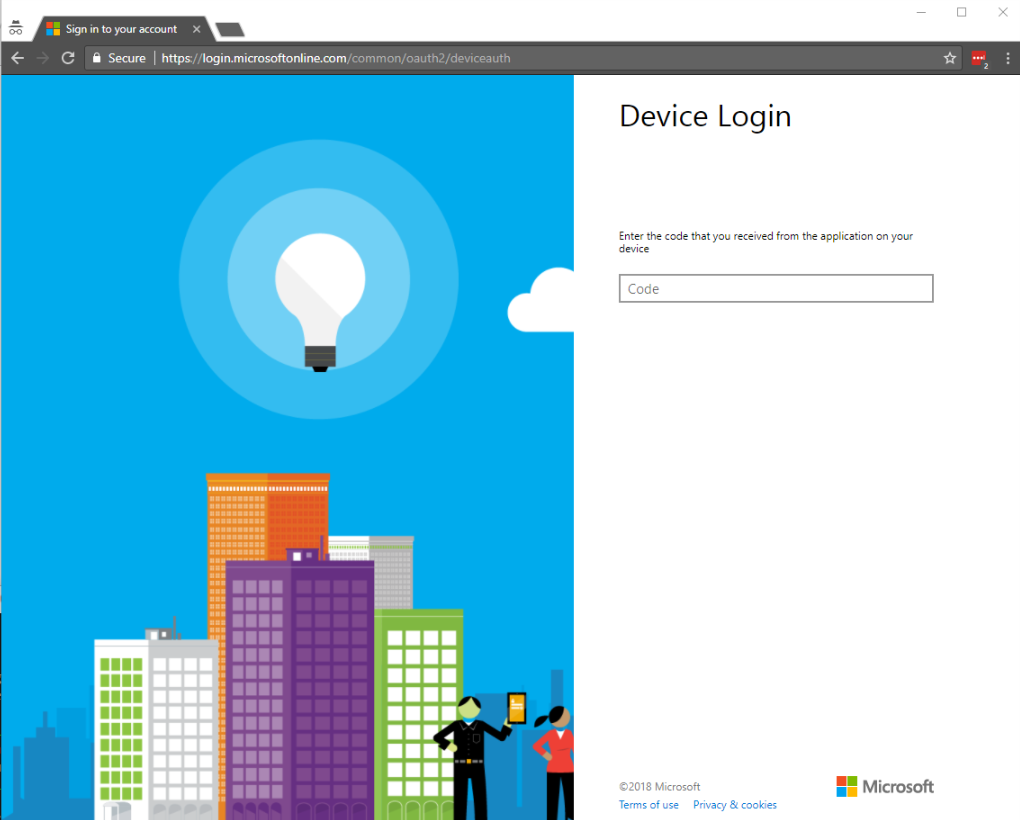 Sign in to your account
Secure | https://login.microsoftonline.com/common/oauth2/deviceauth
2
Device Login
Enter the code that you received from the application on your
device
Code
©2018 Microsoft
Terms of use Privacy & cookies
Microsoft